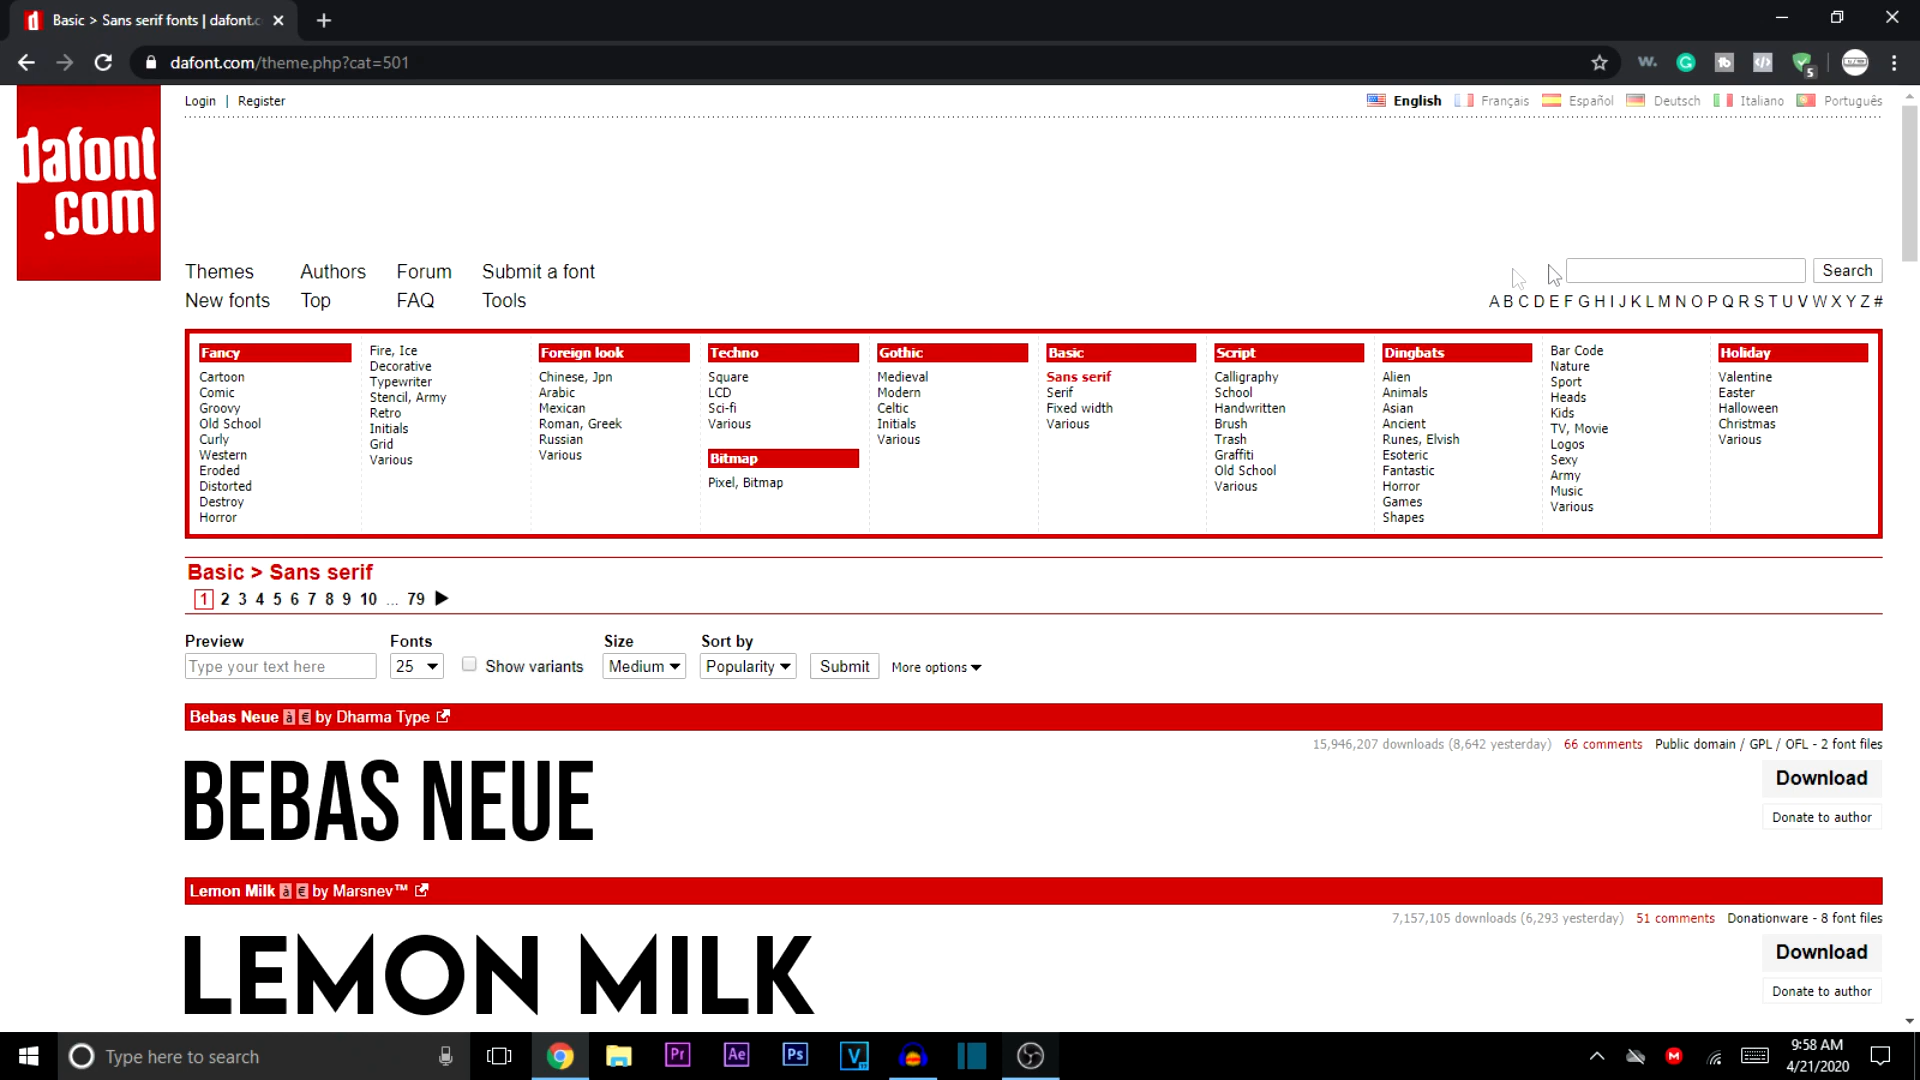 Basic > Sans serif fonts | dafont.c
dafont.com/theme.php?cat=501
5
dafont
.com
Login | Register
English Français Español Deutsch Italiano Português
Themes Authors Forum Submit a font
Search
New fonts Top FAQ Tools
A B C D E F G H I J K L M N O P Q R S T U V W X Y Z #
Fancy
Cartoon
Comic
Groovy
Old School
Curly
Western
Eroded
Distorted
Destroy
Horror
Fire, Ice
Decorative
Typewriter
Stencil, Army
Retro
Initials
Grid
Various
Foreign look
Chinese, Jpn
Arabic
Mexican
Roman, Greek
Russian
Various
Techno
Square
LCD
Sci-fi
Various
Bitmap
Pixel, Bitmap
Gothic
Medieval
Modern
Celtic
Initials
Various
Basic
Sans serif
Serif
Fixed width
Various
Script
Calligraphy
School
Handwritten
Brush
Trash
Graffiti
Old School
Various
Dingbats
Alien
Animals
Asian
Ancient
Runes, Elvish
Esoteric
Fantastic
Horror
Games
Shapes
Bar Code
Nature
Sport
Heads
Kids
TV, Movie
Logos
Sexy
Army
Music
Various
Holiday
Valentine
Easter
Halloween
Christmas
Various
Basic > Sans serif
1 2 3 4 5 6 7 8 9 10 ... 79
Preview Fonts Size Sort by
Type your text here 25 Show variants Medium Popularity Submit More options
Bebas Neue à € by Dharma Type
15,946,207 downloads (8,642 yesterday) 66 comments Public domain / GPL / OFL - 2 font files
BEBAS NEUE
Download
Donate to author
Lemon Milk à € by Marsnev™
7,157,105 downloads (6,293 yesterday) 51 comments Donationware - 8 font files
LEMON MILK
Download
Donate to author
Type here to search
Pr
Ae
Ps
V
M
9:58 AM
4/21/2020